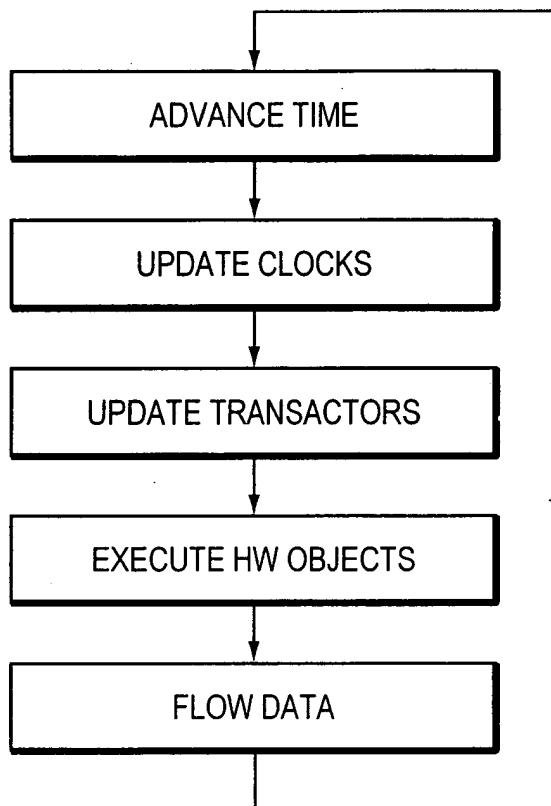 ADVANCE TIME
UPDATE CLOCKS
UPDATE TRANSACTORS
EXECUTE HW OBJECTS
FLOW DATA